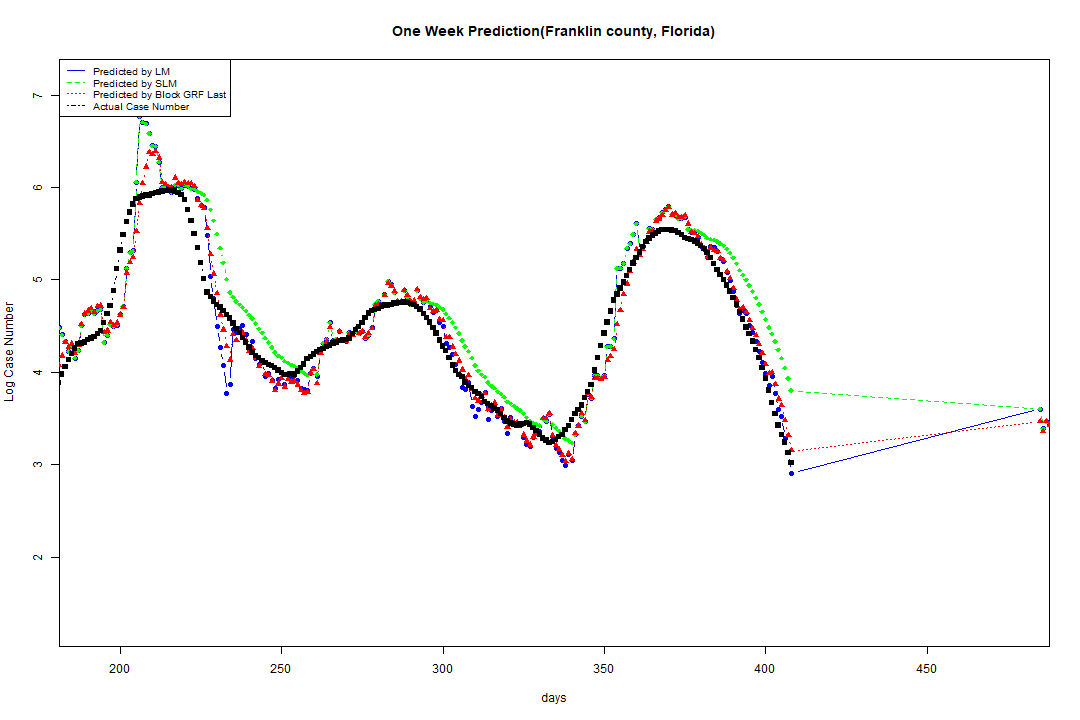 One Week Prediction(Franklin county, Florida)
Predicted by LM
Predicted by SLM
Predicted by Block GRF Last
Actual Case Number
Log Case Number
7
6
5
4
3
2
200 250 300 350 400 450
days